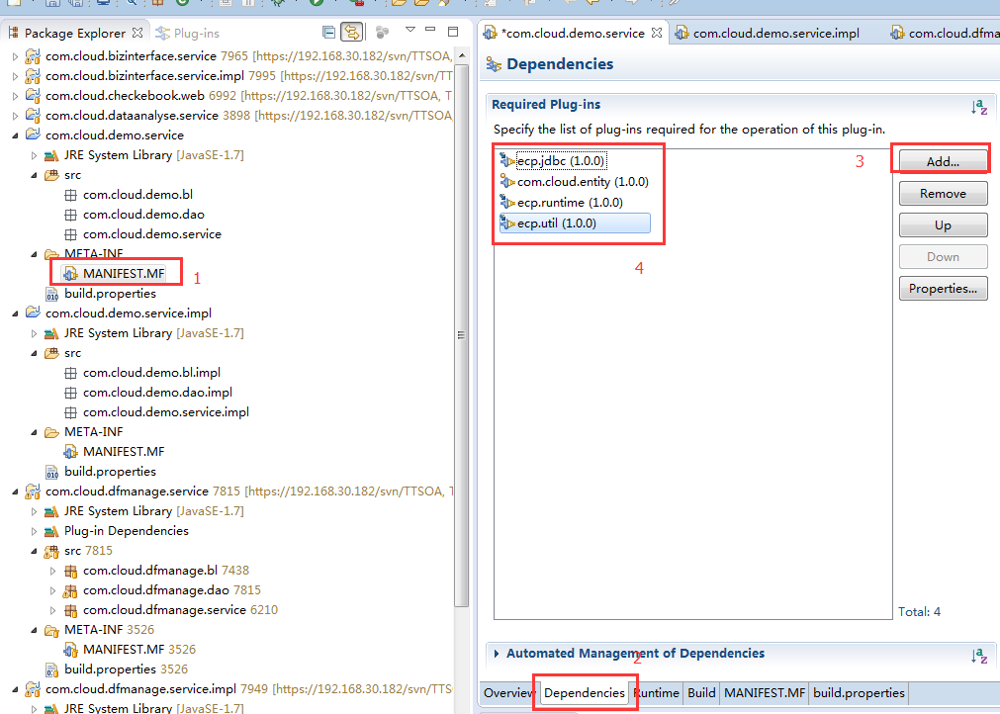 Package Explorer
Plug-ins
com.cloud.bizinterface.service 7965 [https://192.168.30.182/svn/TTSOA,
com.cloud.bizinterface.service.impl 7995 [https://192.168.30.182/svn/TTSOA,
com.cloud.checkebook.web 6992 [https://192.168.30.182/svn/TTSOA, T
com.cloud.dataanalyse.service 3898 [https://192.168.30.182/svn/TTSOA,
com.cloud.demo.service
JRE System Library [JavaSE-1.7]
src
com.cloud.demo.bl
com.cloud.demo.dao
com.cloud.demo.service
META-INF
MANIFEST.MF
1
build.properties
com.cloud.demo.service.impl
JRE System Library [JavaSE-1.7]
src
com.cloud.demo.bl.impl
com.cloud.demo.dao.impl
com.cloud.demo.service.impl
META-INF
MANIFEST.MF
build.properties
com.cloud.dfmanage.service 7815 [https://192.168.30.182/svn/TTSOA, T
JRE System Library [JavaSE-1.7]
Plug-in Dependencies
src 7815
com.cloud.dfmanage.bl 7438
com.cloud.dfmanage.dao 7815
com.cloud.dfmanage.service 6210
META-INF 3526
MANIFEST.MF 3526
build.properties 3526
com.cloud.dfmanage.service.impl 7949 [https://192.168.30.182/svn/TTS
JRE System Library [JavaSE-1.7]
*com.cloud.demo.service
com.cloud.demo.service.impl
com.cloud.dfma
Dependencies
Required Plug-ins
Specify the list of plug-ins required for the operation of this plug-in.
ecp.jdbc (1.0.0)
com.cloud.entity (1.0.0)
ecp.runtime (1.0.0)
ecp.util (1.0.0)
4
3
Add...
Remove
Up
Down
Properties...
Total: 4
Automated Management of Dependencies
2
Overview
Dependencies
Runtime
Build
MANIFEST.MF
build.properties